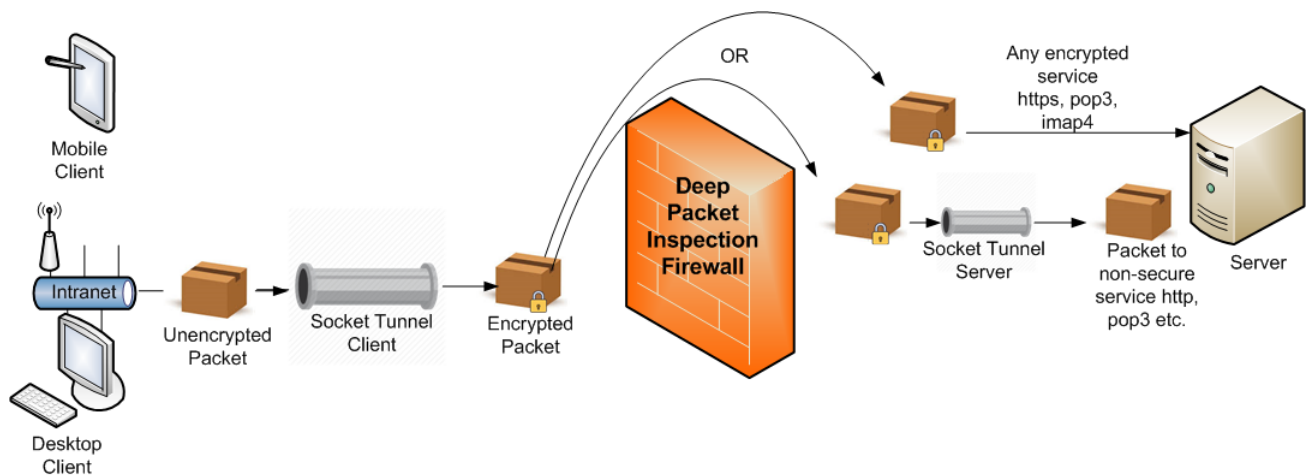 Mobile
Client
Intranet
Desktop
Client
Unencrypted
Packet
Socket Tunnel
Client
Encrypted
Packet
Deep
Packet
Inspection
Firewall
OR
Any encrypted
service
https, pop3,
imap4
Socket Tunnel
Server
Packet to
non-secure
service http,
pop3 etc.
Server